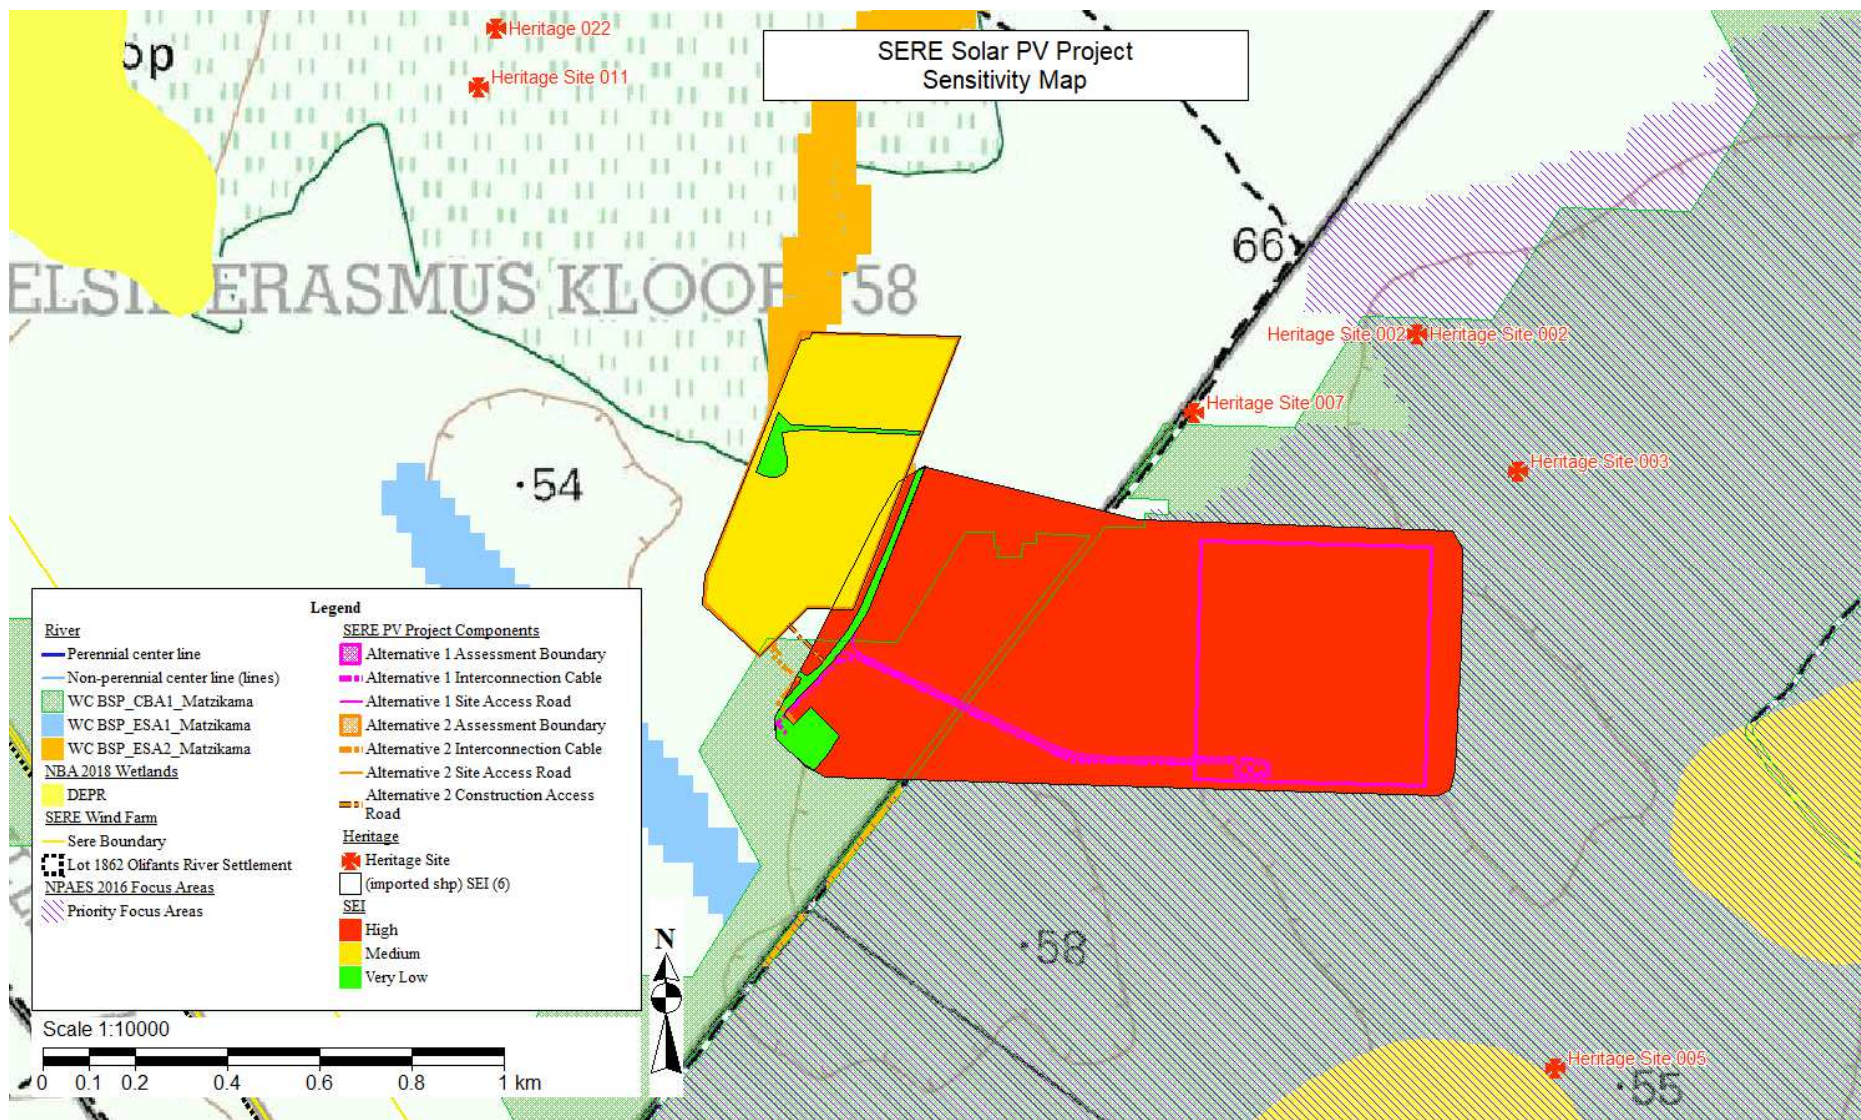 op
Heritage 022
Heritage Site 011
SERE Solar PV Project
Sensitivity Map
66
ERASMUS KLOOF 58
Heritage Site 002
Heritage Site 002
Heritage Site 007
Heritage Site 003
54
Legend
River
Perennial center line
Non-perennial center line (lines)
WC BSP_CBA1_Matzikama
WC BSP_ESA1_Matzikama
WC BSP_ESA2_Matzikama
NBA 2018 Wetlands
DEPR
SERE Wind Farm
Sere Boundary
Lot 1862 Olifants River Settlement
NPAES 2016 Focus Areas
Priority Focus Areas
SERE PV Project Components
Alternative 1 Assessment Boundary
Alternative 1 Interconnection Cable
Alternative 1 Site Access Road
Alternative 2 Assessment Boundary
Alternative 2 Interconnection Cable
Alternative 2 Site Access Road
Alternative 2 Construction Access
Road
Heritage
Heritage Site
(imported shp) SEI (6)
SEI
High
Medium
Very Low
N
58
Scale 1:10000
0 0.1 0.2 0.4 0.6 0.8 1 km
Heritage Site 005
55